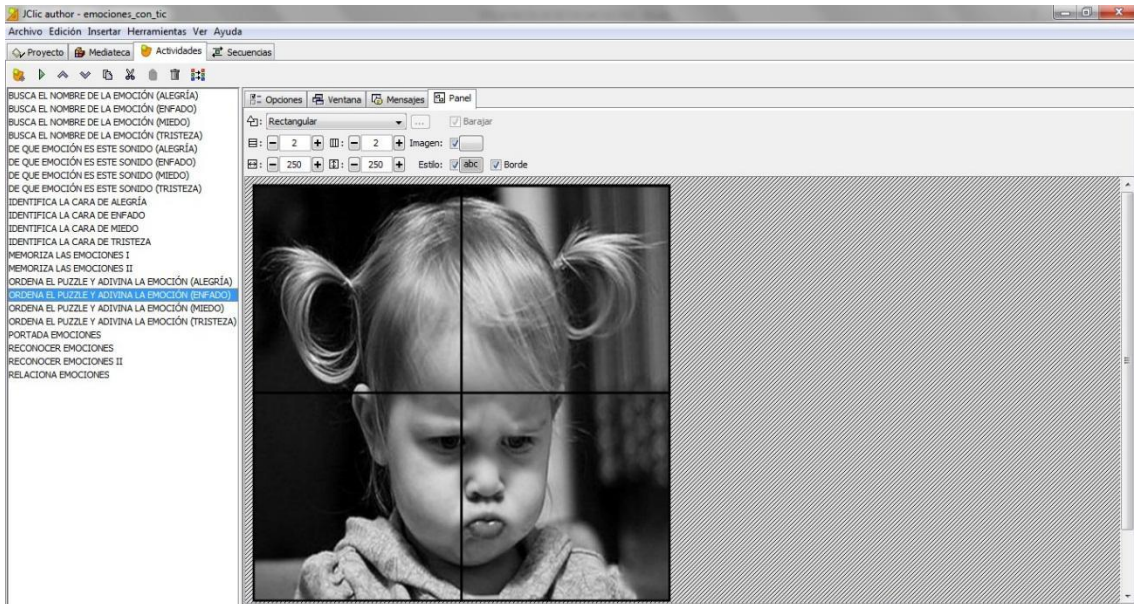 JClic author - emociones_con_tic
Archivo Edición Insertar Herramientas Ver Ayuda
Proyecto Mediateca Actividades Secuencias
BUSCA EL NOMBRE DE LA EMOCIÓN (ALEGRÍA)
BUSCA EL NOMBRE DE LA EMOCIÓN (ENFADO)
BUSCA EL NOMBRE DE LA EMOCIÓN (MIEDO)
BUSCA EL NOMBRE DE LA EMOCIÓN (TRISTEZA)
DE QUE EMOCIÓN ES ESTE SONIDO (ALEGRÍA)
DE QUE EMOCIÓN ES ESTE SONIDO (ENFADO)
DE QUE EMOCIÓN ES ESTE SONIDO (MIEDO)
DE QUE EMOCIÓN ES ESTE SONIDO (TRISTEZA)
IDENTIFICA LA CARA DE ALEGRÍA
IDENTIFICA LA CARA DE ENFADO
IDENTIFICA LA CARA DE MIEDO
IDENTIFICA LA CARA DE TRISTEZA
MEMORIZA LAS EMOCIONES I
MEMORIZA LAS EMOCIONES II
ORDENA EL PUZZLE Y ADIVINA LA EMOCIÓN (ALEGRÍA)
ORDENA EL PUZZLE Y ADIVINA LA EMOCIÓN (ENFADO)
ORDENA EL PUZZLE Y ADIVINA LA EMOCIÓN (MIEDO)
ORDENA EL PUZZLE Y ADIVINA LA EMOCIÓN (TRISTEZA)
PORTADA EMOCIONES
RECONOCER EMOCIONES
RECONOCER EMOCIONES II
RELACIONA EMOCIONES
Opciones Ventana Mensajes Panel
Rectangular ... Barajar
2 2 Imagen:
250 250 Estilo: abc Borde